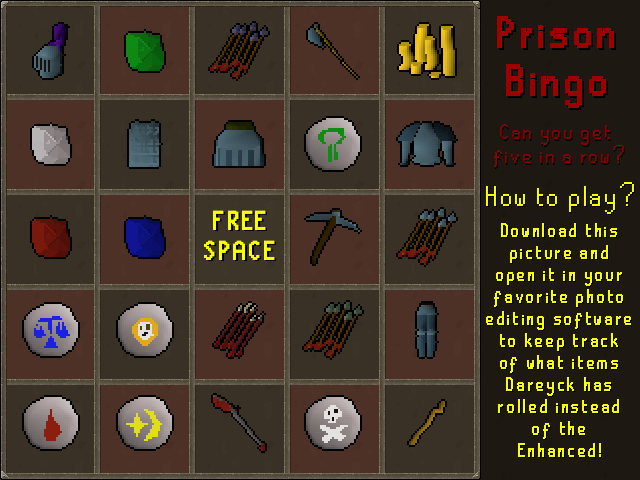 Prison
Bingo
Can you get
five in a row?
How to play?
Download this
picture and
open it in your
favorite photo
editing software
to keep track
of what items
Dareyck has
rolled instead
of the
Enhanced!
FREE
SPACE